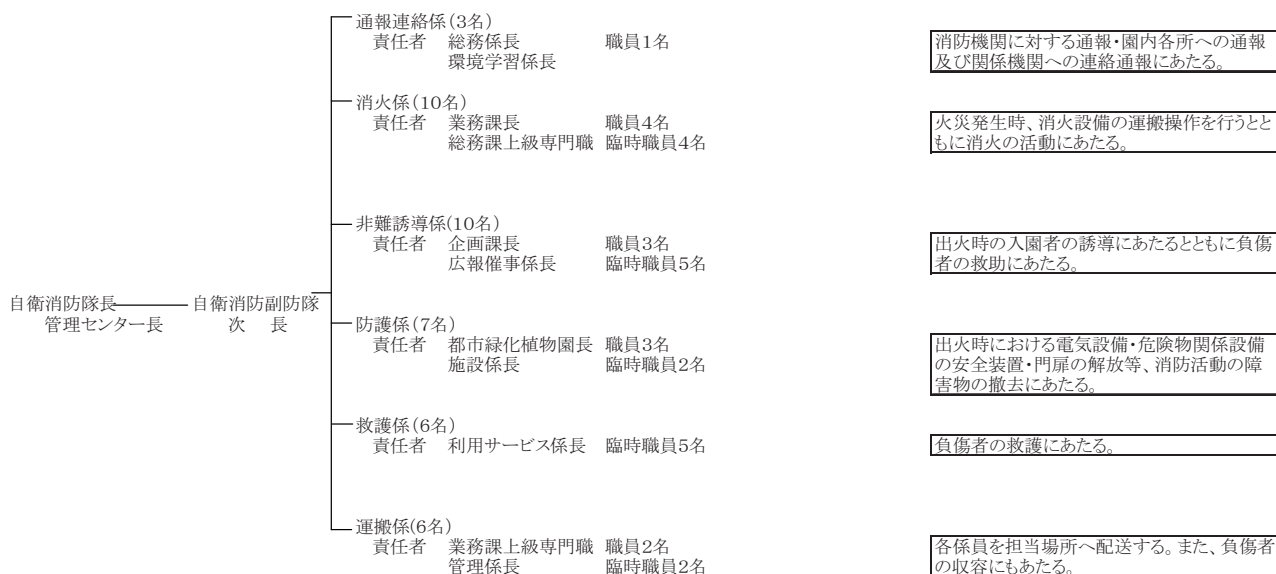 通報連絡係(3名)
責任者 総務係長 職員1名
環境学習係長
消防機関に対する通報・園内各所への通報
及び関係機関への連絡通報にあたる。
消火係(10名)
責任者 業務課長 職員4名
総務課上級専門職 臨時職員4名
火災発生時、消火設備の運搬操作を行うとと
もに消火の活動にあたる。
非難誘導係(10名)
責任者 企画課長 職員3名
広報催事係長 臨時職員5名
出火時の入園者の誘導にあたるとともに負傷
者の救助にあたる。
自衛消防隊長 自衛消防副防隊
管理センター長 次 長
防護係(7名)
責任者 都市緑化植物園長 職員3名
施設係長 臨時職員2名
出火時における電気設備・危険物関係設備
の安全装置・門扉の解放等、消防活動の障
害物の撤去にあたる。
救護係(6名)
責任者 利用サービス係長 臨時職員5名
負傷者の救護にあたる。
運搬係(6名)
責任者 業務課上級専門職 職員2名
管理係長 臨時職員2名
各係員を担当場所へ配送する。また、負傷者
の収容にもあたる。